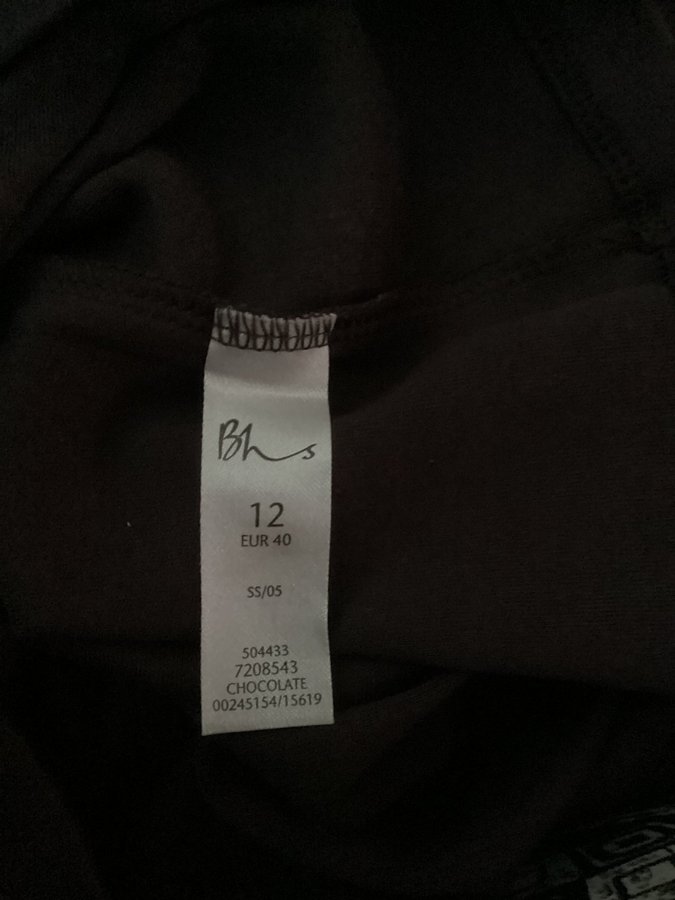 Bhs
12
EUR 40
SS/05
504433
7208543
CHOCOLATE
00245154/15619